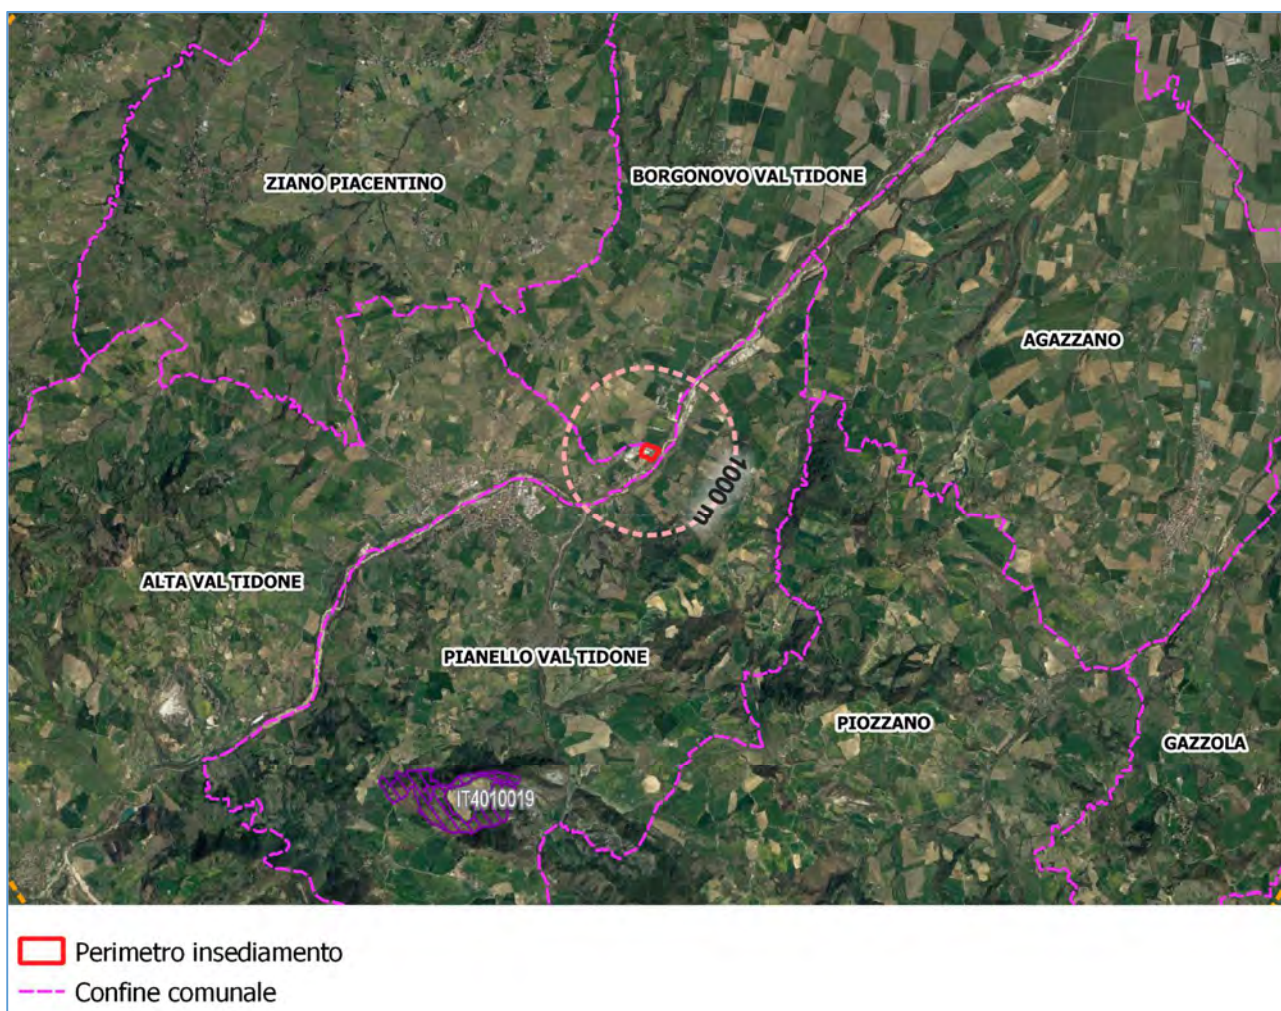 ZIANO PIACENTINO
BORGONOVO VAL TIDONE
AGAZZANO
1000 m
ALTA VAL TIDONE
PIANELLO VAL TIDONE
PIOZZANO
GAZZOLA
IT4010019
Perimetro insediamento
Confine comunale